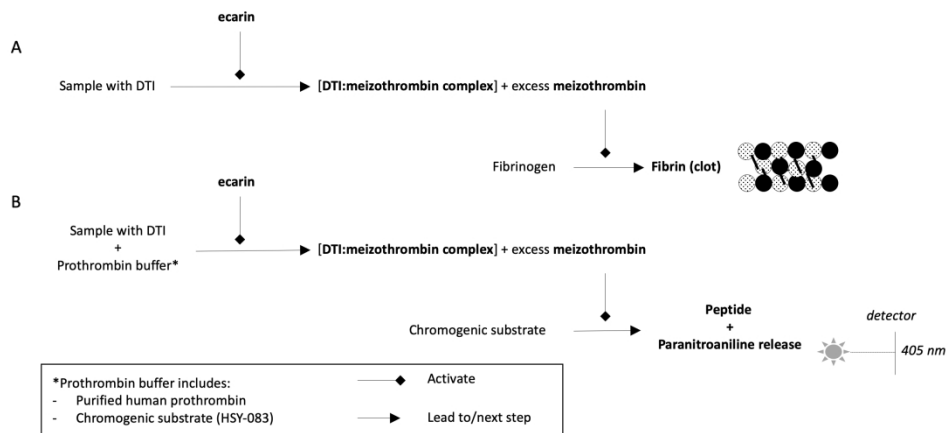 ecarin
A
Sample with DTI
[DTI:meizothrombin complex] + excess meizothrombin
Fibrinogen
Fibrin (clot)
ecarin
B
Sample with DTI
+
Prothrombin buffer*
[DTI:meizothrombin complex] + excess meizothrombin
Chromogenic substrate
Peptide
+
Paranitroaniline release
detector
405 nm
*Prothrombin buffer includes:
- Purified human prothrombin
- Chromogenic substrate (HSY-083)
Activate
Lead to/next step